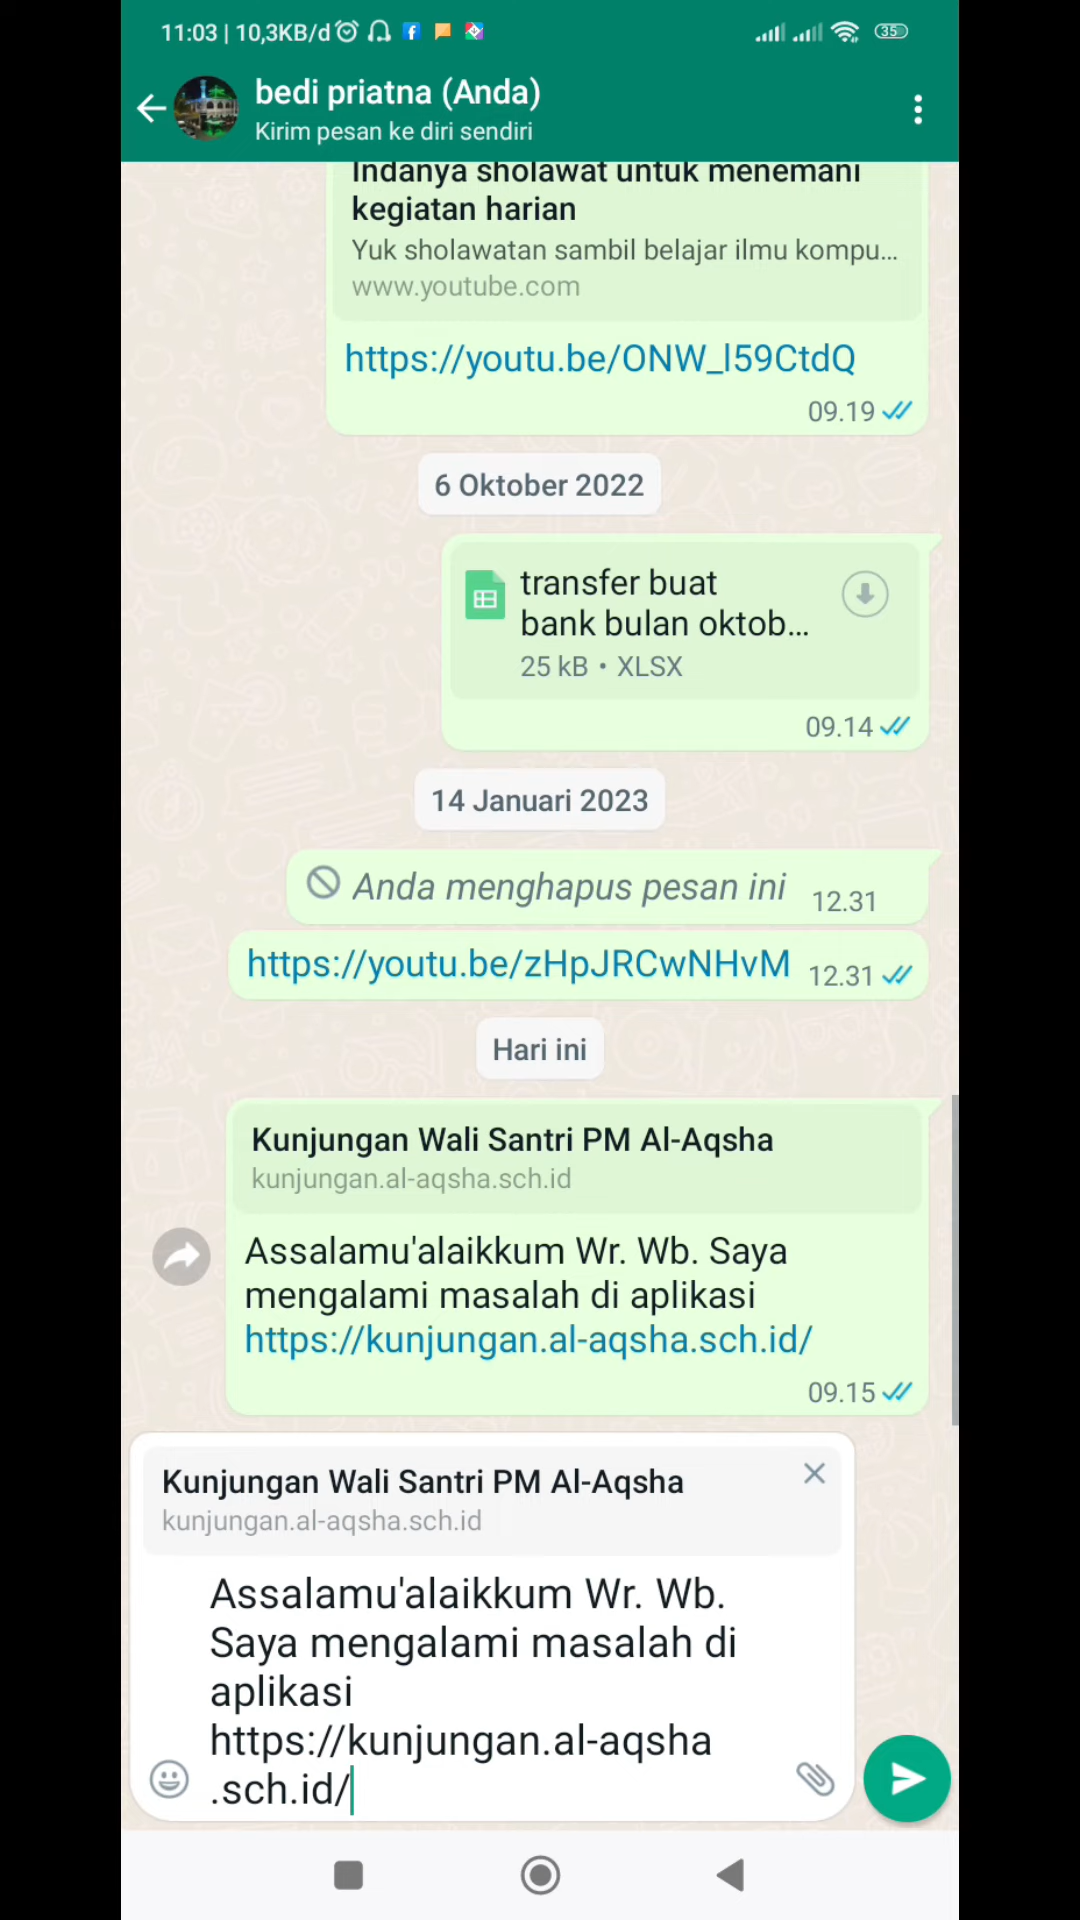 11:03 | 10,3KB/d
35
bedi priatna (Anda)
Kirim pesan ke diri sendiri
Indanya sholawat untuk menemani
kegiatan harian
Yuk sholawatan sambil belajar ilmu kompu...
www.youtube.com
https://youtu.be/ONW_l59CtdQ
09.19
6 Oktober 2022
transfer buat
bank bulan oktob...
25 kB • XLSX
09.14
14 Januari 2023
Anda menghapus pesan ini 12.31
https://youtu.be/zHpJRCwNHvM 12.31
Hari ini
Kunjungan Wali Santri PM Al-Aqsha
kunjungan.al-aqsha.sch.id
Assalamu'alaikkum Wr. Wb. Saya
mengalami masalah di aplikasi
https://kunjungan.al-aqsha.sch.id/
09.15
Kunjungan Wali Santri PM Al-Aqsha
kunjungan.al-aqsha.sch.id
Assalamu'alaikkum Wr. Wb.
Saya mengalami masalah di
aplikasi
https://kunjungan.al-aqsha
.sch.id/